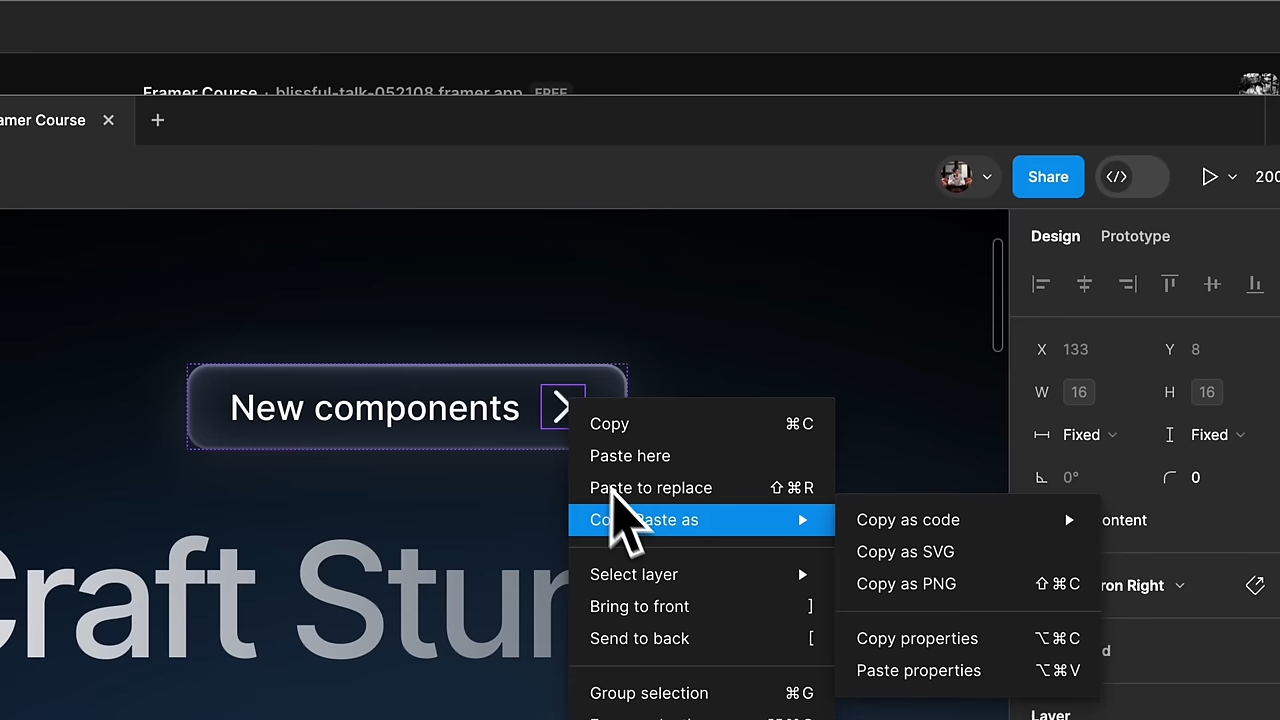 Framer Course · blissful-talk-052108.framer.app FREE
amer Course × +
Share </> 200
Design Prototype
X 133 Y 8
W 16 H 16
Fixed Fixed
0° 0
New components
Copy ⌘C
Paste here
Paste to replace ⇧⌘R
Paste as
Select layer
Bring to front ]
Send to back [
Group selection ⌘G
Copy as code
Copy as SVG
Copy as PNG ⇧⌘C
Copy properties ⌥⌘C
Paste properties ⌥⌘V
ontent
ron Right
d
Layer
Craft Stun